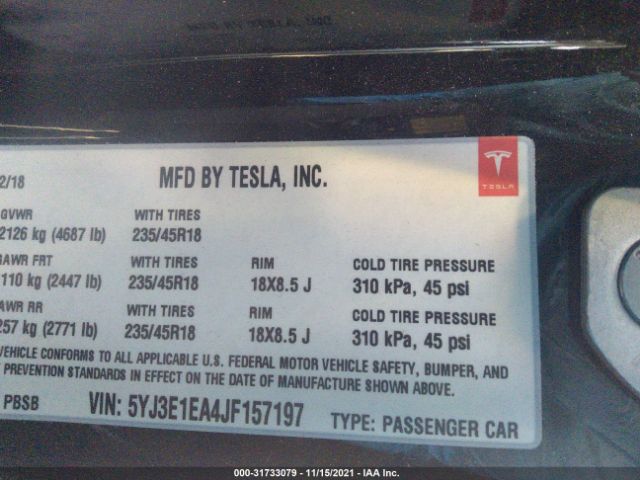 2/18 MFD BY TESLA, INC. TESLA
GVWR WITH TIRES
2126 kg (4687 lb) 235/45R18
GAWR FRT WITH TIRES RIM COLD TIRE PRESSURE
110 kg (2447 lb) 235/45R18 18X8.5 J 310 kPa, 45 psi
AWR RR WITH TIRES RIM COLD TIRE PRESSURE
257 kg (2771 lb) 235/45R18 18X8.5 J 310 kPa, 45 psi
VEHICLE CONFORMS TO ALL APPLICABLE U.S. FEDERAL MOTOR VEHICLE SAFETY, BUMPER, AND
PREVENTION STANDARDS IN EFFECT ON THE DATE OF MANUFACTURE SHOWN ABOVE.
PBSB VIN: 5YJ3E1EA4JF157197 TYPE: PASSENGER CAR
000-31733079 - 11/15/2021 - IAA Inc.